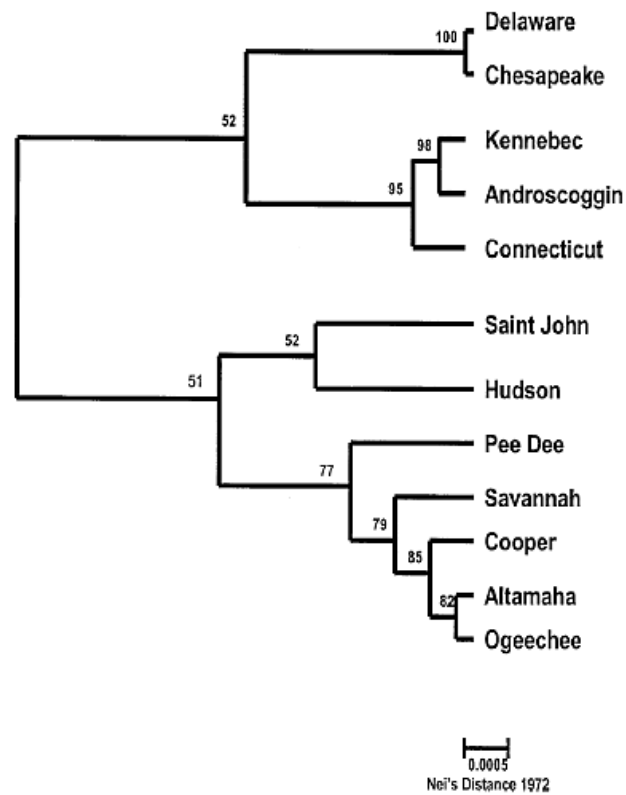 Delaware
100
Chesapeake
52
Kennebec
98
Androscoggin
95
Connecticut
Saint John
52
Hudson
51
Pee Dee
77
Savannah
79
Cooper
85
Altamaha
82
Ogeechee
0.0005
Nei's Distance 1972